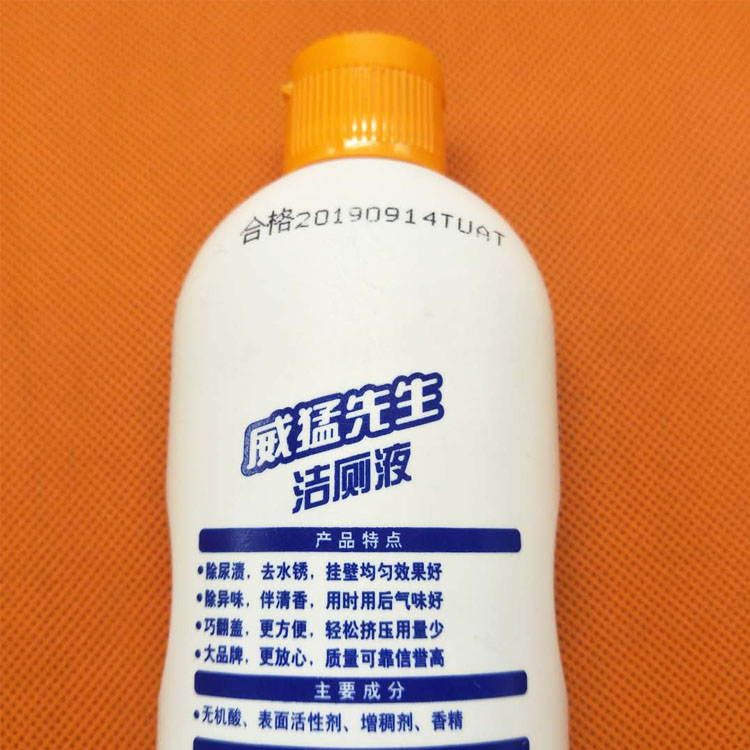 合格20190914TUAT
威猛先生
洁厕液
产品特点
•除尿渍，去水锈，挂壁均匀效果好
•除异味，伴清香，用时用后气味好
•巧翻盖，更方便，轻松挤压用量少
•大品牌，更放心，质量可靠信誉高
主要成分
•无机酸、表面活性剂、增稠剂、香精